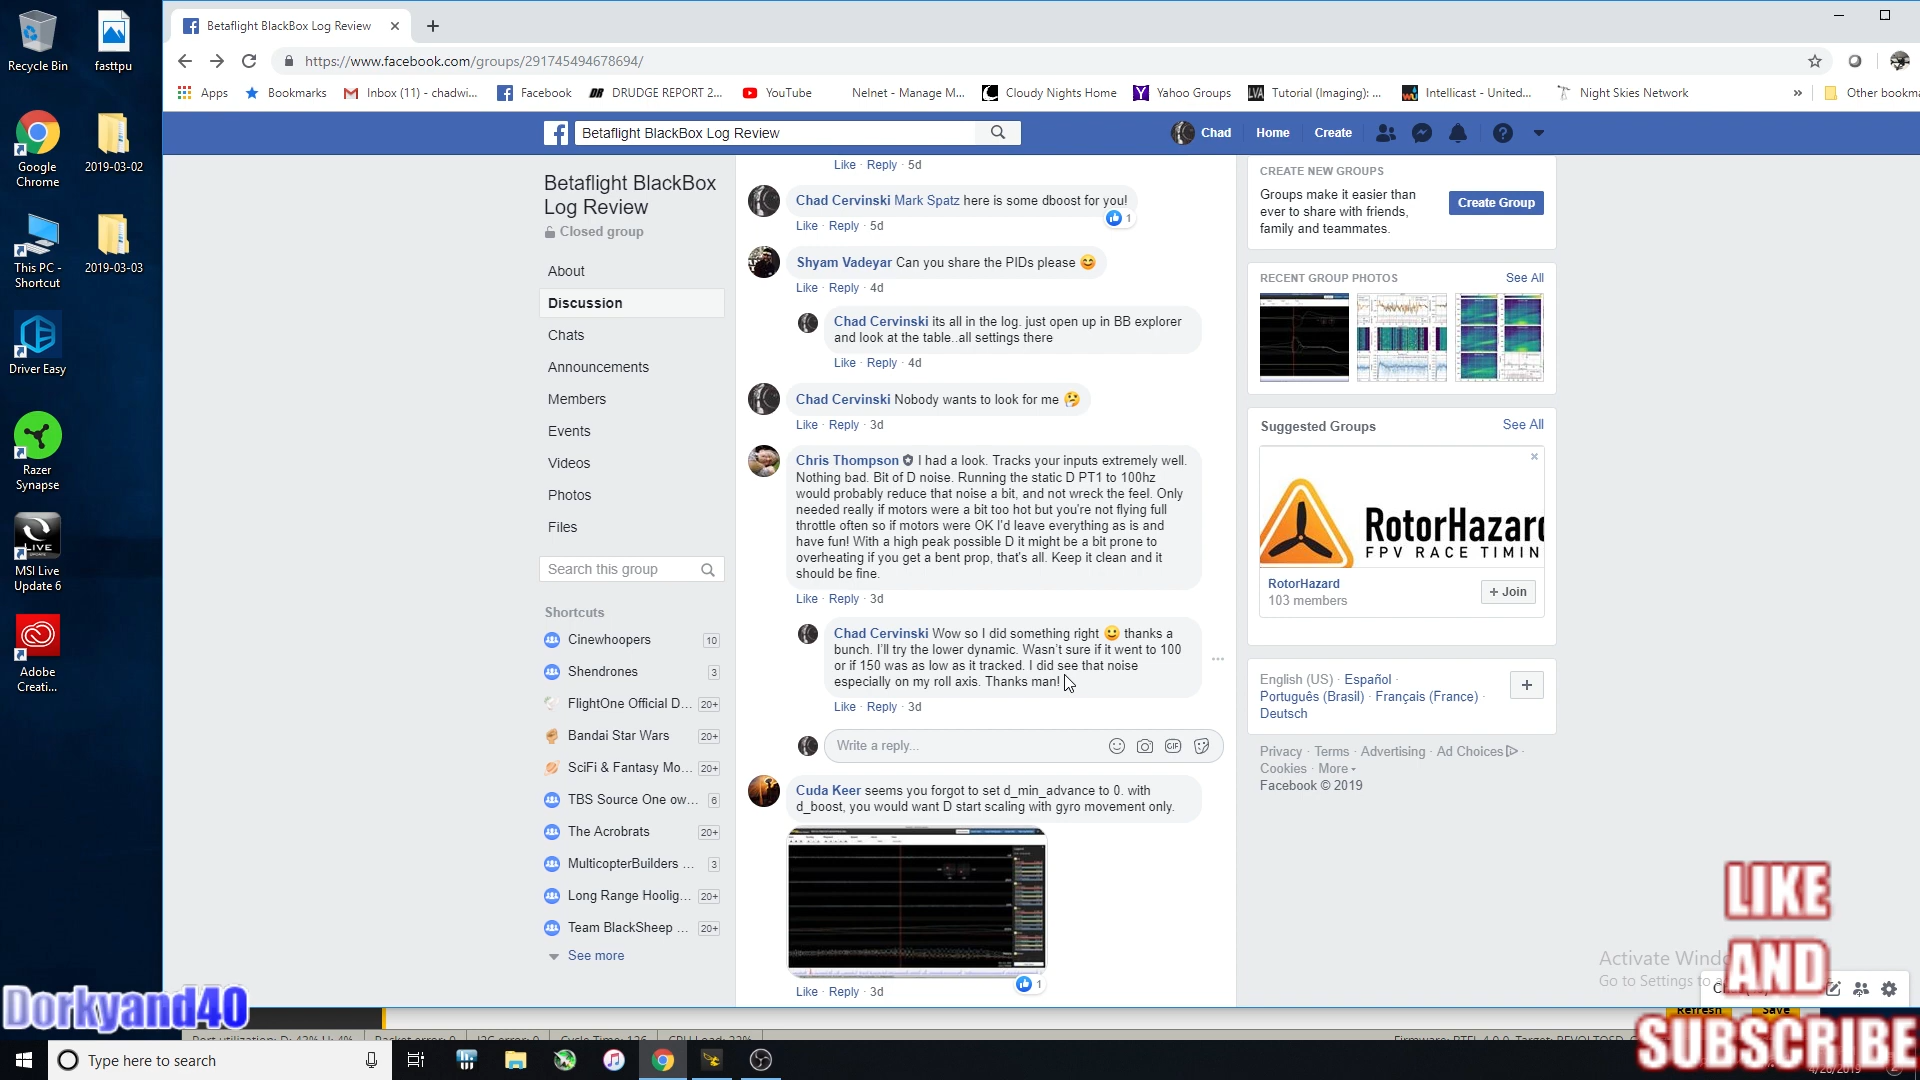 Recycle Bin
fasttpu
Google
Chrome
2019-03-02
This PC -
Shortcut
2019-03-03
Driver Easy
Razer
Synapse
MSI Live
Update 6
Adobe
Creati...
Betaflight BlackBox Log Review
https://www.facebook.com/groups/291745494678694/
Apps
Bookmarks
Inbox (11) - chadwi...
Facebook
DRUDGE REPORT 2...
YouTube
Nelnet - Manage M...
Cloudy Nights Home
Yahoo Groups
Tutorial (Imaging): ...
Intellicast - United...
Night Skies Network
»
Other bookma
Betaflight BlackBox Log Review
Chad
Home
Create
Betaflight BlackBox
Log Review
Closed group
About
Discussion
Chats
Announcements
Members
Events
Videos
Photos
Files
Search this group
Shortcuts
Cinewhoopers 10
Shendrones 3
FlightOne Official D... 20+
Bandai Star Wars 20+
SciFi & Fantasy Mo... 20+
TBS Source One ow... 6
The Acrobrats 20+
MulticopterBuilders ... 3
Long Range Hoolig... 20+
Team BlackSheep ... 20+
See more
Like · Reply · 5d
Chad Cervinski Mark Spatz here is some dboost for you!
1
Like · Reply · 5d
Shyam Vadeyar Can you share the PIDs please 😊
Like · Reply · 4d
Chad Cervinski its all in the log. just open up in BB explorer
and look at the table..all settings there
Like · Reply · 4d
Chad Cervinski Nobody wants to look for me 🤔
Like · Reply · 3d
Chris Thompson I had a look. Tracks your inputs extremely well.
Nothing bad. Bit of D noise. Running the static D PT1 to 100hz
would probably reduce that noise a bit, and not wreck the feel. Only
needed really if motors were a bit too hot but you're not flying full
throttle often so if motors were OK I'd leave everything as is and
have fun! With a high peak possible D it might be a bit prone to
overheating if you get a bent prop, that's all. Keep it clean and it
should be fine.
Like · Reply · 3d
Chad Cervinski Wow so I did something right 🙂 thanks a
bunch. I'll try the lower dynamic. Wasn't sure if it went to 100
or if 150 was as low as it tracked. I did see that noise
especially on my roll axis. Thanks man!
Like · Reply · 3d
Write a reply...
Cuda Keer seems you forgot to set d_min_advance to 0. with
d_boost, you would want D start scaling with gyro movement only.
1
Like · Reply · 3d
CREATE NEW GROUPS
Groups make it easier than
ever to share with friends,
family and teammates.
Create Group
RECENT GROUP PHOTOS
See All
Suggested Groups
See All
RotorHazard
FPV RACE TIMIN
RotorHazard
103 members
+ Join
English (US) · Español ·
Português (Brasil) · Français (France) ·
Deutsch
Privacy · Terms · Advertising · Ad Choices ·
Cookies · More
Facebook © 2019
LIKE
AND
SUBSCRIBE
Activate Windo
Go to Settings to a
Refresh
Save
Dorkyand40
Type here to search
4/20/2019